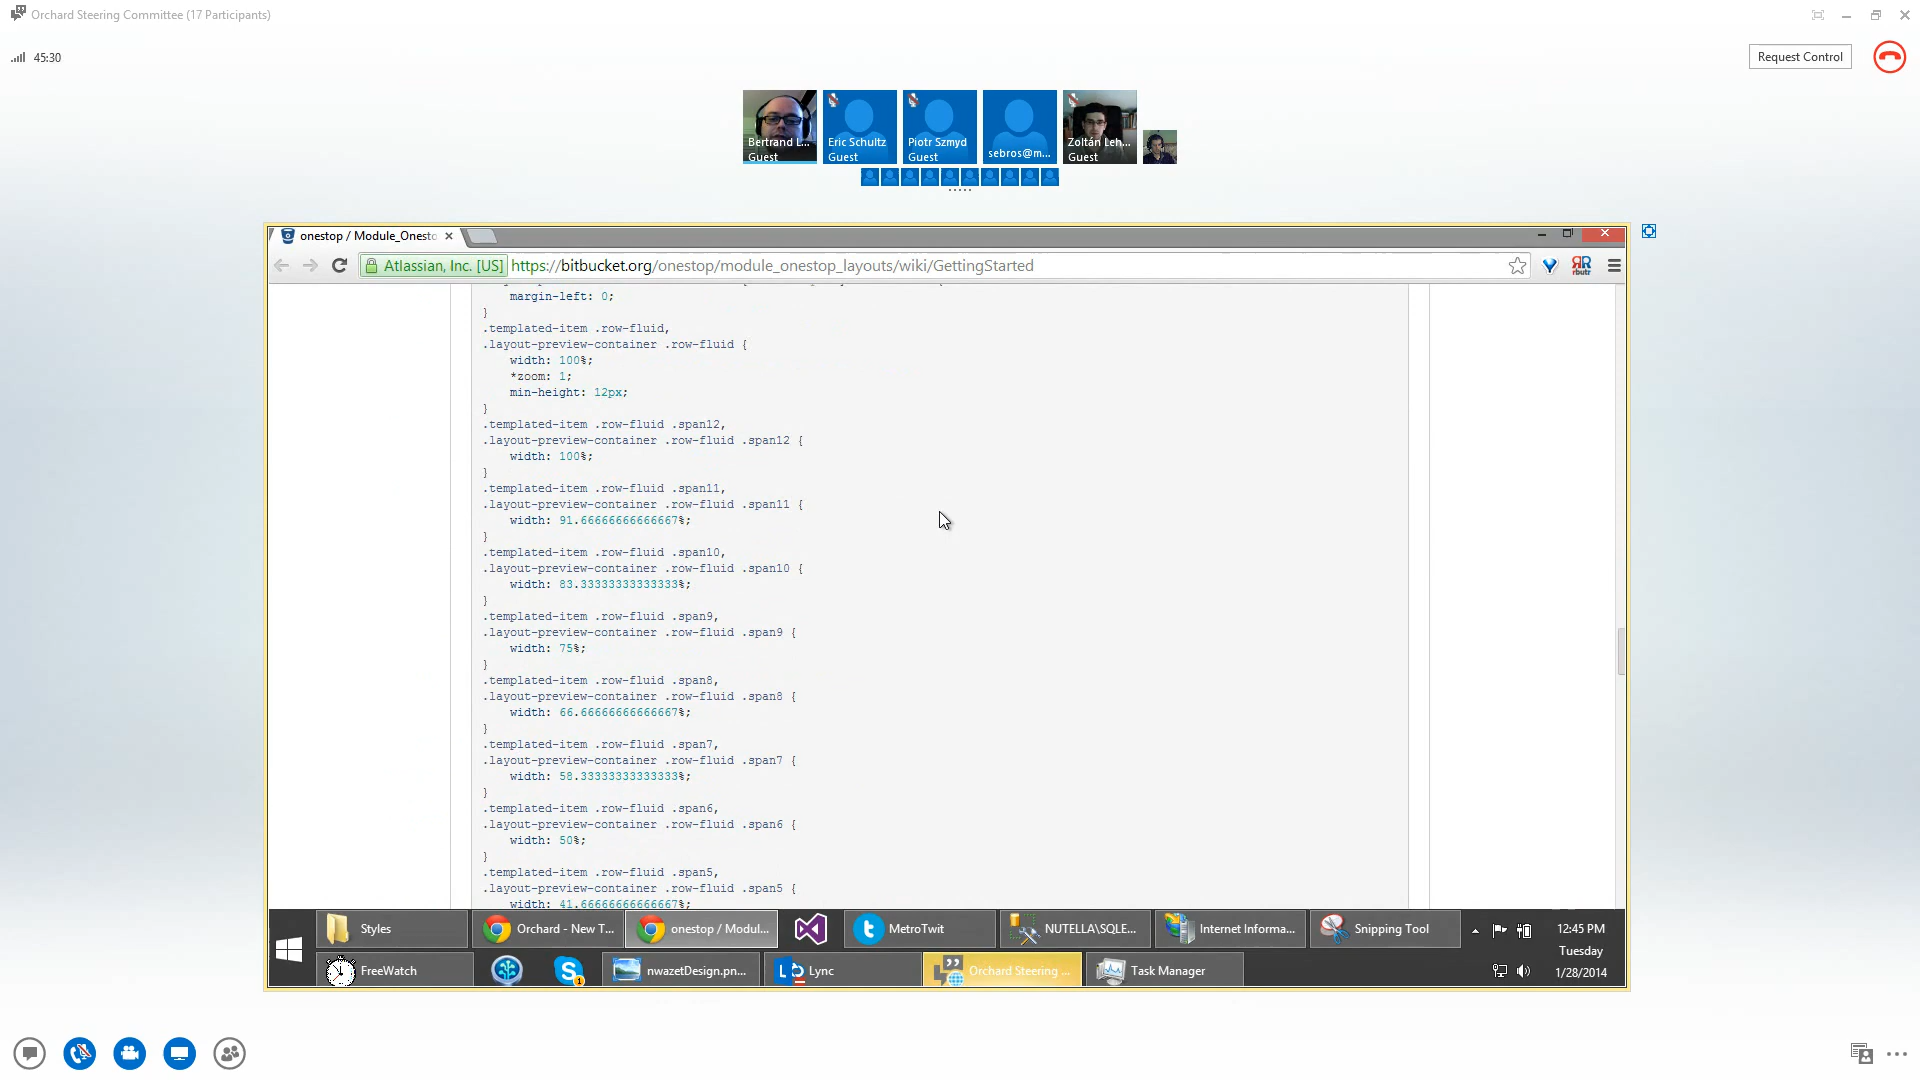 Orchard Steering Committee (17 Participants)
45:30
Request Control
Bertrand L...
Guest
Eric Schultz
Guest
Piotr Szmyd
Guest
sebros@m...
Zoltán Leh...
Guest
onestop / Module_Onesto
Atlassian, Inc. [US] https://bitbucket.org/onestop/module_onestop_layouts/wiki/GettingStarted
rbutr
margin-left: 0;
}
.templated-item .row-fluid,
.layout-preview-container .row-fluid {
width: 100%;
*zoom: 1;
min-height: 12px;
}
.templated-item .row-fluid .span12,
.layout-preview-container .row-fluid .span12 {
width: 100%;
}
.templated-item .row-fluid .span11,
.layout-preview-container .row-fluid .span11 {
width: 91.66666666666667%;
}
.templated-item .row-fluid .span10,
.layout-preview-container .row-fluid .span10 {
width: 83.33333333333333%;
}
.templated-item .row-fluid .span9,
.layout-preview-container .row-fluid .span9 {
width: 75%;
}
.templated-item .row-fluid .span8,
.layout-preview-container .row-fluid .span8 {
width: 66.66666666666667%;
}
.templated-item .row-fluid .span7,
.layout-preview-container .row-fluid .span7 {
width: 58.33333333333333%;
}
.templated-item .row-fluid .span6,
.layout-preview-container .row-fluid .span6 {
width: 50%;
}
.templated-item .row-fluid .span5,
.layout-preview-container .row-fluid .span5 {
width: 41.66666666666667%;
Styles
Orchard - New T...
onestop / Modul...
MetroTwit
NUTELLA\SQLE...
Internet Informa...
Snipping Tool
12:45 PM
Tuesday
1/28/2014
FreeWatch
nwazetDesign.pn...
Lync
Orchard Steering ...
Task Manager